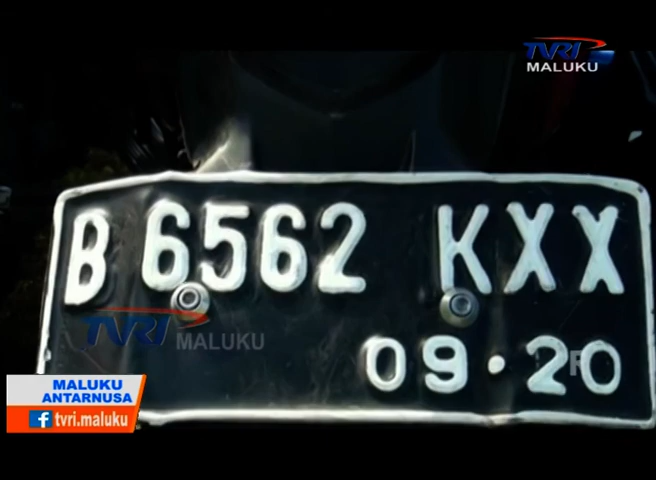 TVRI
MALUKU
B 6562 KXX
TVRI MALUKU
09 · 20
MALUKU
ANTARNUSA
tvri.maluku